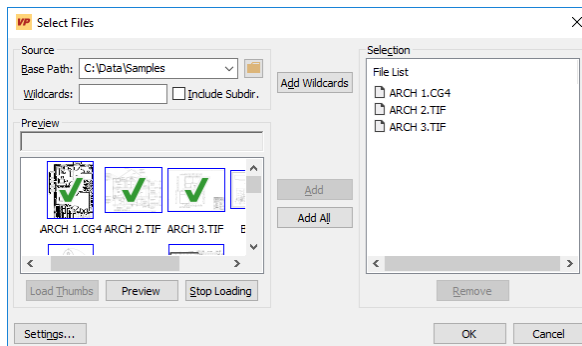 VP Select Files
Source
Base Path: C:\Data\Samples
Wildcards: Include Subdir.
Preview
ARCH 1.CG4 ARCH 2.TIF ARCH 3.TIF
Load Thumbs Preview Stop Loading
Settings...
Add Wildcards
Add
Add All
Selection
File List
ARCH 1.CG4
ARCH 2.TIF
ARCH 3.TIF
Remove
OK Cancel